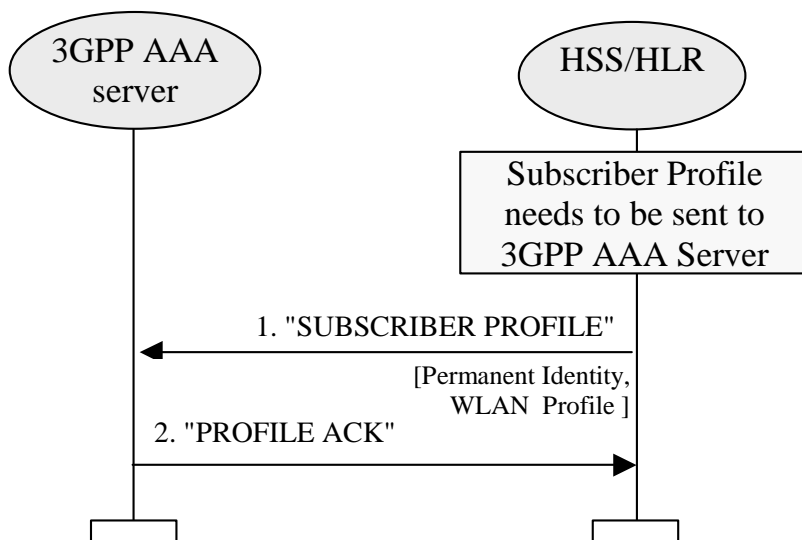 3GPP AAA
server
HSS/HLR
Subscriber Profile
needs to be sent to
3GPP AAA Server
1. "SUBSCRIBER PROFILE"
[Permanent Identity,
WLAN Profile ]
2. "PROFILE ACK"